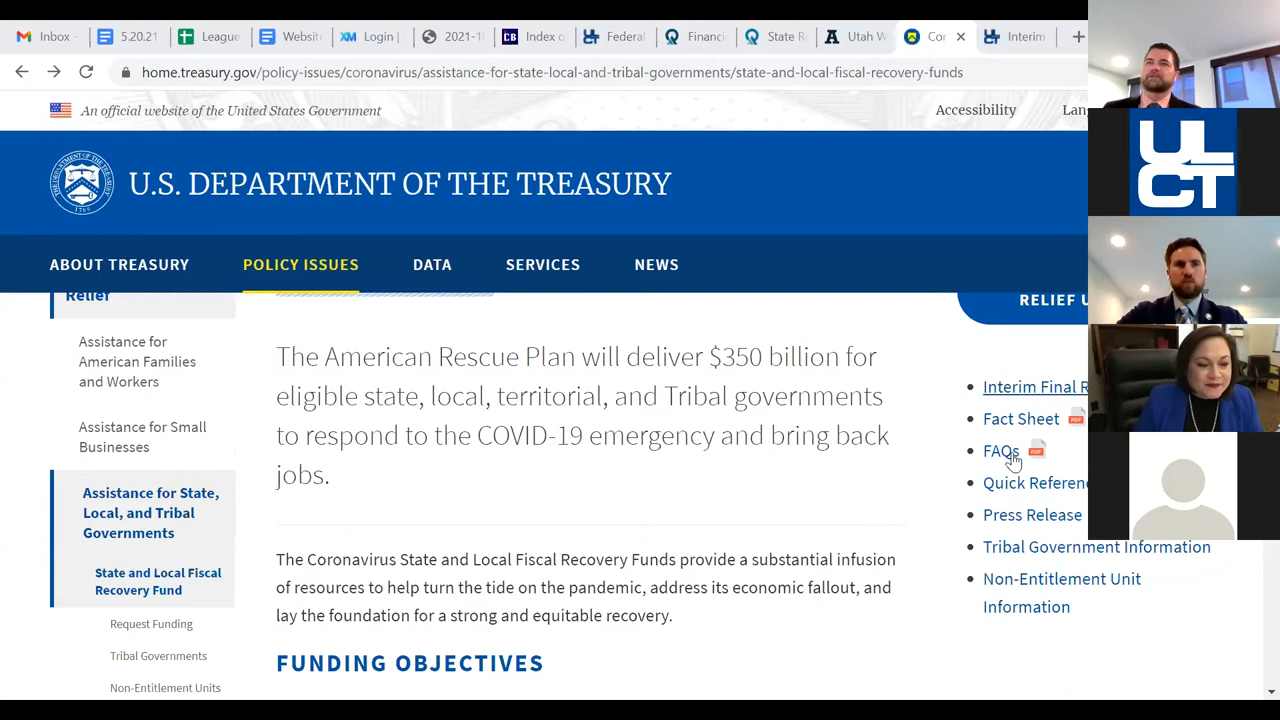 Inbox
5.20.21
League
Websit
Login |
2021-1
Index o
Federal
Financi
State F
Utah W
Cor
Interim
home.treasury.gov/policy-issues/coronavirus/assistance-for-state-local-and-tribal-governments/state-and-local-fiscal-recovery-funds
An official website of the United States Government
Accessibility
Lan
U.S. DEPARTMENT OF THE TREASURY
ABOUT TREASURY
POLICY ISSUES
DATA
SERVICES
NEWS
Relief
Assistance for
American Families
and Workers
Assistance for Small
Businesses
Assistance for State,
Local, and Tribal
Governments
State and Local Fiscal
Recovery Fund
Request Funding
Tribal Governments
Non-Entitlement Units
The American Rescue Plan will deliver $350 billion for
eligible state, local, territorial, and Tribal governments
to respond to the COVID-19 emergency and bring back
jobs.
The Coronavirus State and Local Fiscal Recovery Funds provide a substantial infusion
of resources to help turn the tide on the pandemic, address its economic fallout, and
lay the foundation for a strong and equitable recovery.
FUNDING OBJECTIVES
RELIEF U
Interim Final R
Fact Sheet
FAQs
Quick Referenc
Press Release
Tribal Government Information
Non-Entitlement Unit
Information
UL
CT